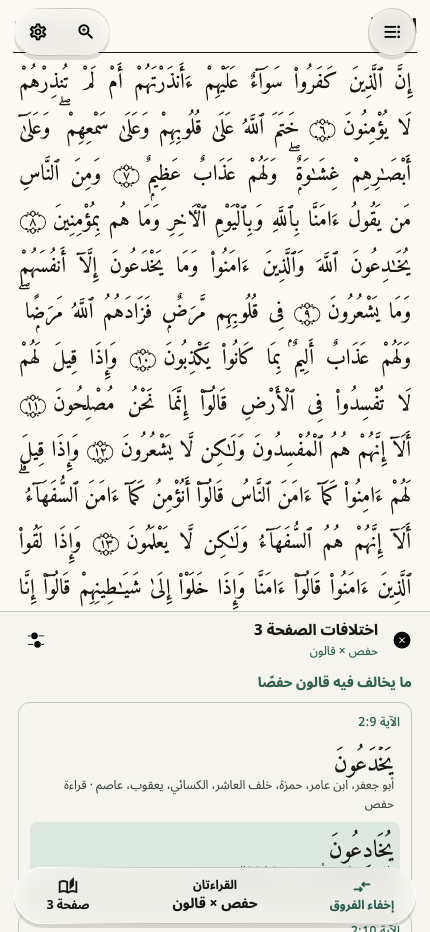 إِنَّ ٱلَّذِينَ كَفَرُوا۟ سَوَآءٌ عَلَيْهِمْ ءَأَنذَرْتَهُمْ أَمْ لَمْ تُنذِرْهُمْ
لَا يُؤْمِنُونَ ٦ خَتَمَ ٱللَّهُ عَلَىٰ قُلُوبِهِمْ وَعَلَىٰ سَمْعِهِمْ ۖ وَعَلَىٰٓ
أَبْصَـٰرِهِمْ غِشَـٰوَةٌ ۖ وَلَهُمْ عَذَابٌ عَظِيمٌ ٧ وَمِنَ ٱلنَّاسِ
مَن يَقُولُ ءَامَنَّا بِٱللَّهِ وَبِٱلْيَوْمِ ٱلْـَٔاخِرِ وَمَا هُم بِمُؤْمِنِينَ ٨
يُخَـٰدِعُونَ ٱللَّهَ وَٱلَّذِينَ ءَامَنُوا۟ وَمَا يَخْدَعُونَ إِلَّآ أَنفُسَهُمْ
وَمَا يَشْعُرُونَ ٩ فِى قُلُوبِهِم مَّرَضٌ فَزَادَهُمُ ٱللَّهُ مَرَضًا ۖ
وَلَهُمْ عَذَابٌ أَلِيمٌۢ بِمَا كَانُوا۟ يَكْذِبُونَ ١٠ وَإِذَا قِيلَ لَهُمْ
لَا تُفْسِدُوا۟ فِى ٱلْأَرْضِ قَالُوٓا۟ إِنَّمَا نَحْنُ مُصْلِحُونَ ١١
أَلَآ إِنَّهُمْ هُمُ ٱلْمُفْسِدُونَ وَلَـٰكِن لَّا يَشْعُرُونَ ١٢ وَإِذَا قِيلَ
لَهُمْ ءَامِنُوا۟ كَمَآ ءَامَنَ ٱلنَّاسُ قَالُوٓا۟ أَنُؤْمِنُ كَمَآ ءَامَنَ ٱلسُّفَهَآءُ ۗ
أَلَآ إِنَّهُمْ هُمُ ٱلسُّفَهَآءُ وَلَـٰكِن لَّا يَعْلَمُونَ ١٣ وَإِذَا لَقُوا۟
ٱلَّذِينَ ءَامَنُوا۟ قَالُوٓا۟ ءَامَنَّا وَإِذَا خَلَوْا۟ إِلَىٰ شَيَـٰطِينِهِمْ قَالُوٓا۟ إِنَّا
اختلافات الصفحة 3
حفص × قالون
ما يخالف فيه قالون حفصًا
الآية 2:9
يَخْدَعُونَ
أبو جعفر، ابن عامر، حمزة، خلف العاشر، الكسائي، يعقوب، عاصم · قراءة
حفص
يُخَادِعُونَ
إخفاء الفروق
القراءتان
حفص × قالون
صفحة 3
الآية 2:10